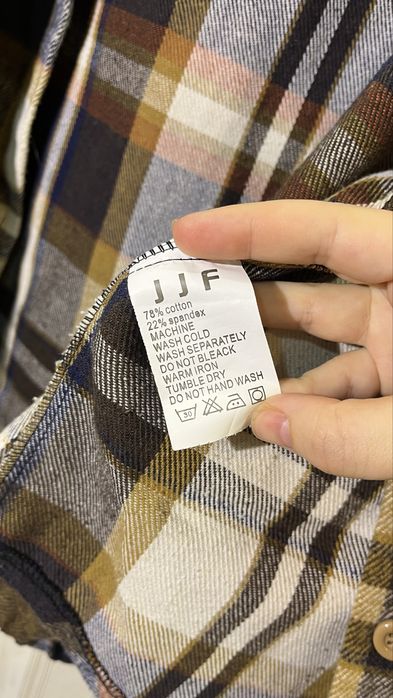 JJF
78% cotton
22% spandex
MACHINE
WASH COLD
WASH SEPARATELY
DO NOT BLEACK
WARM IRON
TUMBLE DRY
DO NOT HAND WASH
30